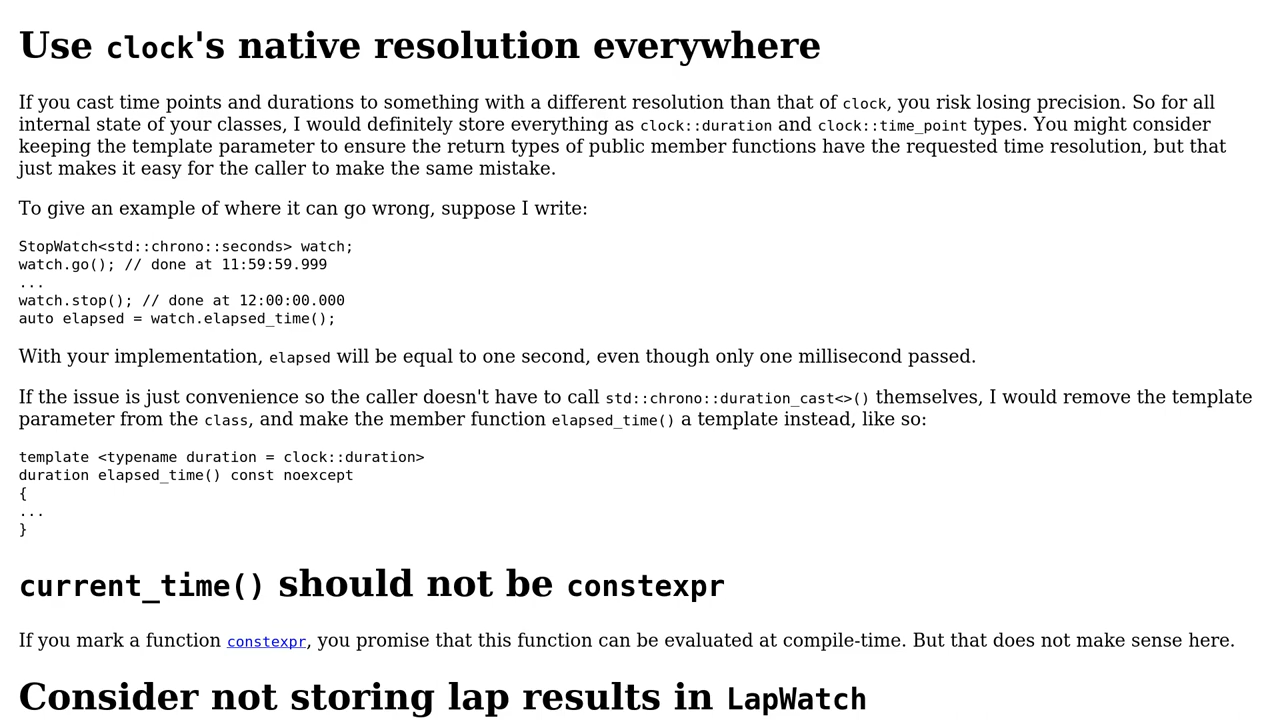 Use clock's native resolution everywhere
If you cast time points and durations to something with a different resolution than that of clock, you risk losing precision. So for all
internal state of your classes, I would definitely store everything as clock::duration and clock::time_point types. You might consider
keeping the template parameter to ensure the return types of public member functions have the requested time resolution, but that
just makes it easy for the caller to make the same mistake.
To give an example of where it can go wrong, suppose I write:
StopWatch<std::chrono::seconds> watch;
watch.go(); // done at 11:59:59.999
...
watch.stop(); // done at 12:00:00.000
auto elapsed = watch.elapsed_time();
With your implementation, elapsed will be equal to one second, even though only one millisecond passed.
If the issue is just convenience so the caller doesn't have to call std::chrono::duration_cast<>() themselves, I would remove the template
parameter from the class, and make the member function elapsed_time() a template instead, like so:
template <typename duration = clock::duration>
duration elapsed_time() const noexcept
{
...
}
current_time() should not be constexpr
If you mark a function constexpr, you promise that this function can be evaluated at compile-time. But that does not make sense here.
Consider not storing lap results in LapWatch